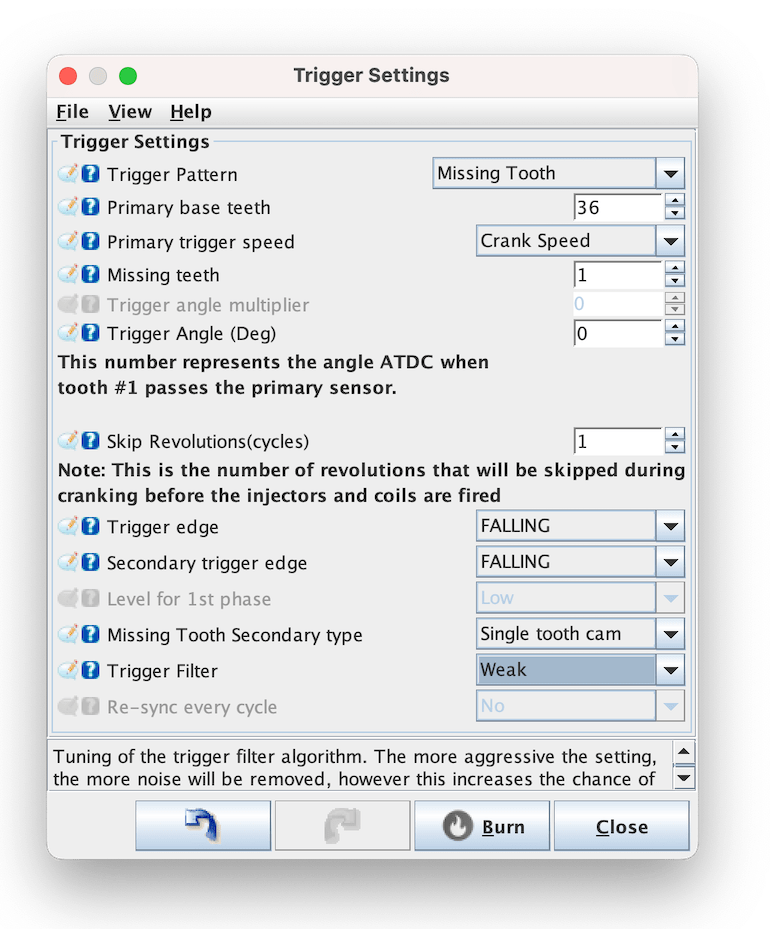 Trigger Settings
File View Help
Trigger Settings
Trigger Pattern Missing Tooth
Primary base teeth 36
Primary trigger speed Crank Speed
Missing teeth 1
Trigger angle multiplier 0
Trigger Angle (Deg) 0
This number represents the angle ATDC when
tooth #1 passes the primary sensor.
Skip Revolutions(cycles) 1
Note: This is the number of revolutions that will be skipped during
cranking before the injectors and coils are fired
Trigger edge FALLING
Secondary trigger edge FALLING
Level for 1st phase Low
Missing Tooth Secondary type Single tooth cam
Trigger Filter Weak
Re-sync every cycle No
Tuning of the trigger filter algorithm. The more aggressive the setting,
the more noise will be removed, however this increases the chance of
Burn Close